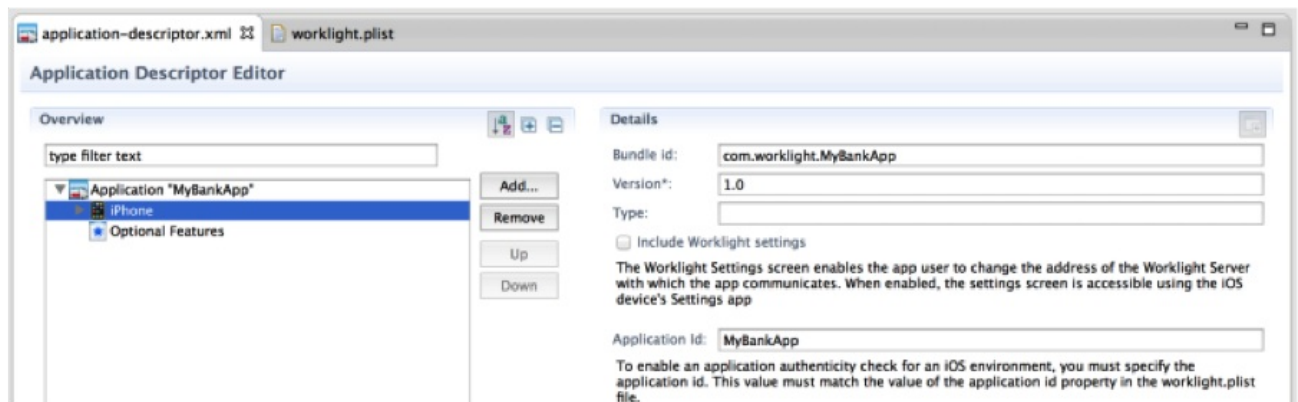 application-descriptor.xml
worklight.plist
Application Descriptor Editor
Overview
type filter text
Application "MyBankApp"
iPhone
Optional Features
Add...
Remove
Up
Down
Details
Bundle id:
com.worklight.MyBankApp
Version*:
1.0
Type:
Include Worklight settings
The Worklight Settings screen enables the app user to change the address of the Worklight Server
with which the app communicates. When enabled, the settings screen is accessible using the iOS
device's Settings app
Application Id:
MyBankApp
To enable an application authenticity check for an iOS environment, you must specify the
application id. This value must match the value of the application id property in the worklight.plist
file.